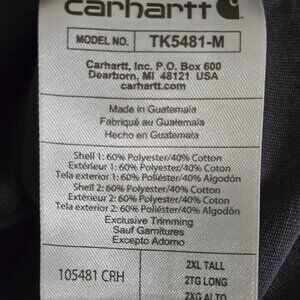 carhartt
MODEL NO. TK5481-M
Carhartt, Inc. P.O. Box 600
Dearborn, MI 48121 USA
carhartt.com
Made in Guatemala
Fabriqué au Guatemala
Hecho en Guatemala
Shell 1: 60% Polyester/40% Cotton
Extérieur 1: 60% Polyester/40% Coton
Tela exterior 1: 60% Poliéster/40% Algodón
Shell 2: 60% Polyester/40% Cotton
Extérieur 2: 60% Polyester/40% Coton
Tela exterior 2: 60% Poliéster/40% Algodón
Exclusive Trimming
Sauf Garnitures
Excepto Adorno
105481 CRH
2XL TALL
2TG LONG
2XG ALTO